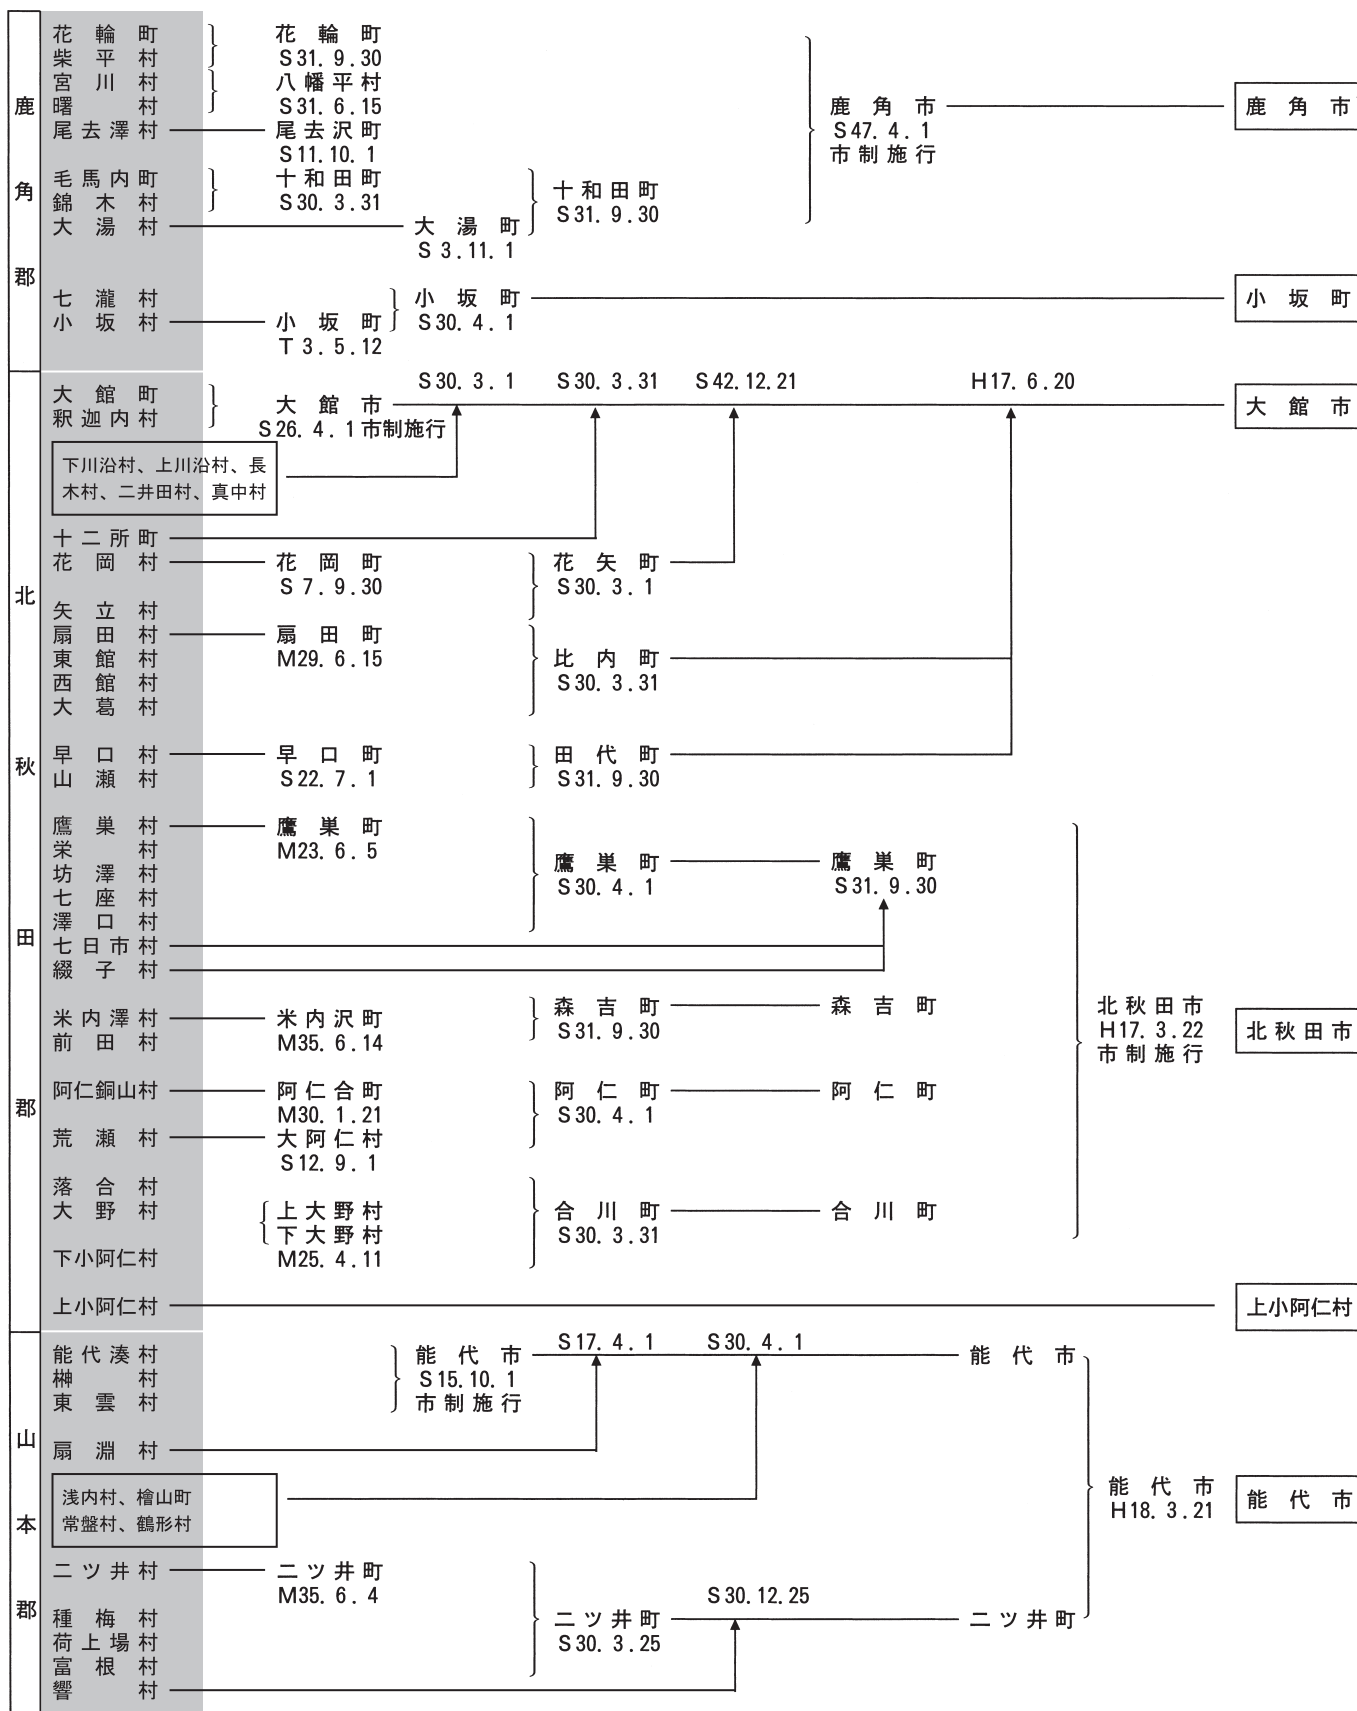 鹿角郡
花輪町
柴平村
花輪町
S31.9.30
宮川村
曙村
八幡平村
S31.6.15
尾去澤村
尾去沢町
S11.10.1
毛馬内町
錦木村
十和田町
S30.3.31
大湯村
大湯町
S3.11.1
十和田町
S31.9.30
鹿角市
S47.4.1
市制施行
鹿角市
七瀧村
小坂村
小坂町
T3.5.12
小坂町
S30.4.1
小坂町
北秋田郡
大館町
釈迦内村
大館市
S26.4.1市制施行
S30.3.1
S30.3.31
S42.12.21
H17.6.20
大館市
下川沿村、上川沿村、長
木村、二井田村、真中村
十二所町
花岡村
花岡町
S7.9.30
矢立村
花矢町
S30.3.1
扇田村
東館村
西館村
大葛村
扇田町
M29.6.15
比内町
S30.3.31
早口村
山瀬村
早口町
S22.7.1
田代町
S31.9.30
鷹巣村
栄村
坊澤村
七座村
澤口村
七日市村
綴子村
鷹巣町
M23.6.5
鷹巣町
S30.4.1
鷹巣町
S31.9.30
米内澤村
前田村
米内沢町
M35.6.14
森吉町
S31.9.30
森吉町
阿仁銅山村
阿仁合町
M30.1.21
荒瀬村
大阿仁村
S12.9.1
阿仁町
S30.4.1
阿仁町
落合村
大野村
上大野村
下大野村
M25.4.11
下小阿仁村
合川町
S30.3.31
合川町
北秋田市
H17.3.22
市制施行
北秋田市
上小阿仁村
上小阿仁村
山本郡
能代湊村
榊村
東雲村
能代市
S15.10.1
市制施行
S17.4.1
S30.4.1
能代市
扇淵村
浅内村、檜山町
常盤村、鶴形村
二ツ井村
二ツ井町
M35.6.4
種梅村
荷上場村
富根村
響村
二ツ井町
S30.3.25
S30.12.25
二ツ井町
能代市
H18.3.21
能代市